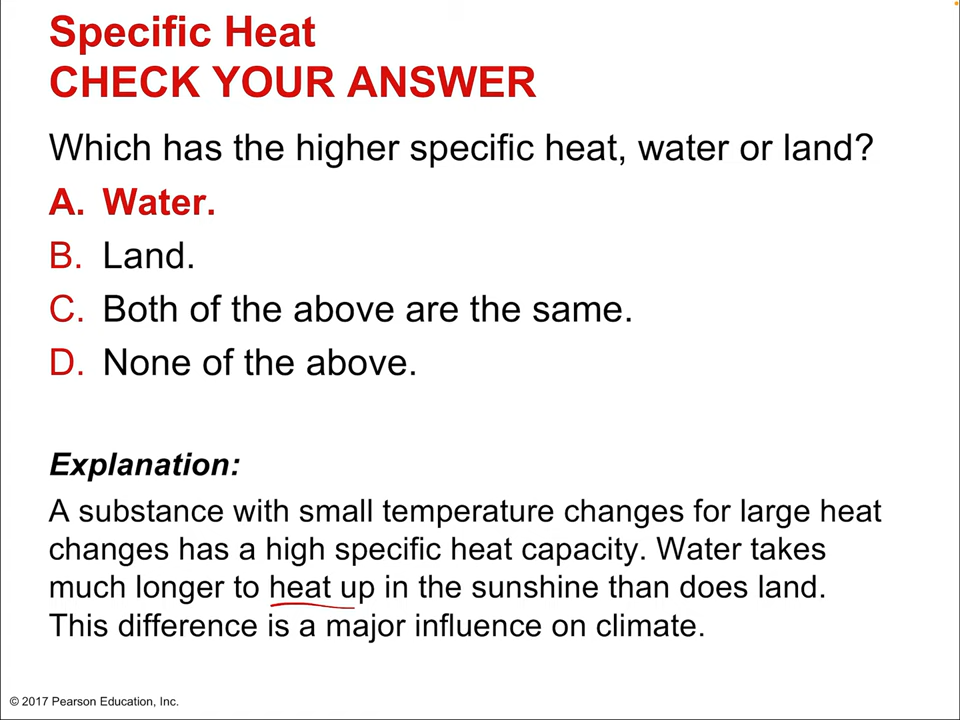 Specific Heat
CHECK YOUR ANSWER
Which has the higher specific heat, water or land?
A. Water.
B. Land.
C. Both of the above are the same.
D. None of the above.
Explanation:
A substance with small temperature changes for large heat
changes has a high specific heat capacity. Water takes
much longer to heat up in the sunshine than does land.
This difference is a major influence on climate.
© 2017 Pearson Education, Inc.